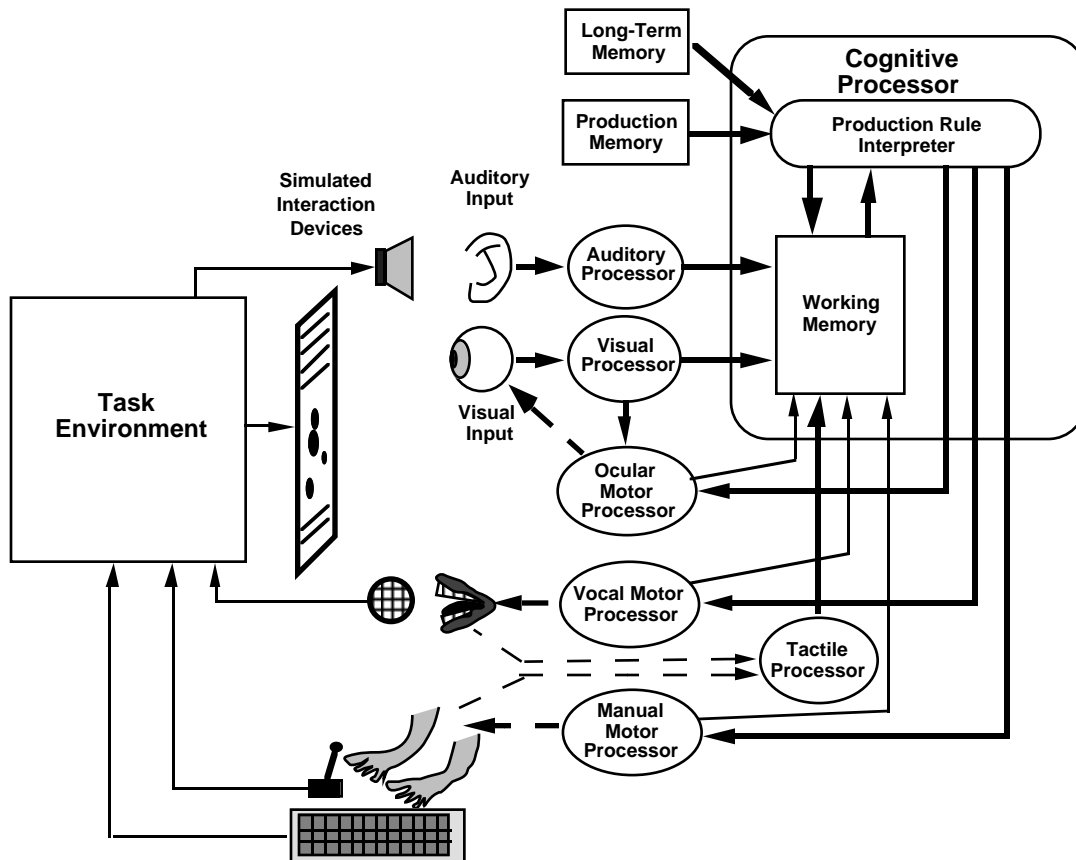 Long-Term
Memory
Cognitive
Processor
Production
Memory
Production Rule
Interpreter
Simulated
Interaction
Devices
Auditory
Input
Auditory
Processor
Working
Memory
Visual
Processor
Task
Environment
Visual
Input
Ocular
Motor
Processor
Vocal Motor
Processor
Tactile
Processor
Manual
Motor
Processor